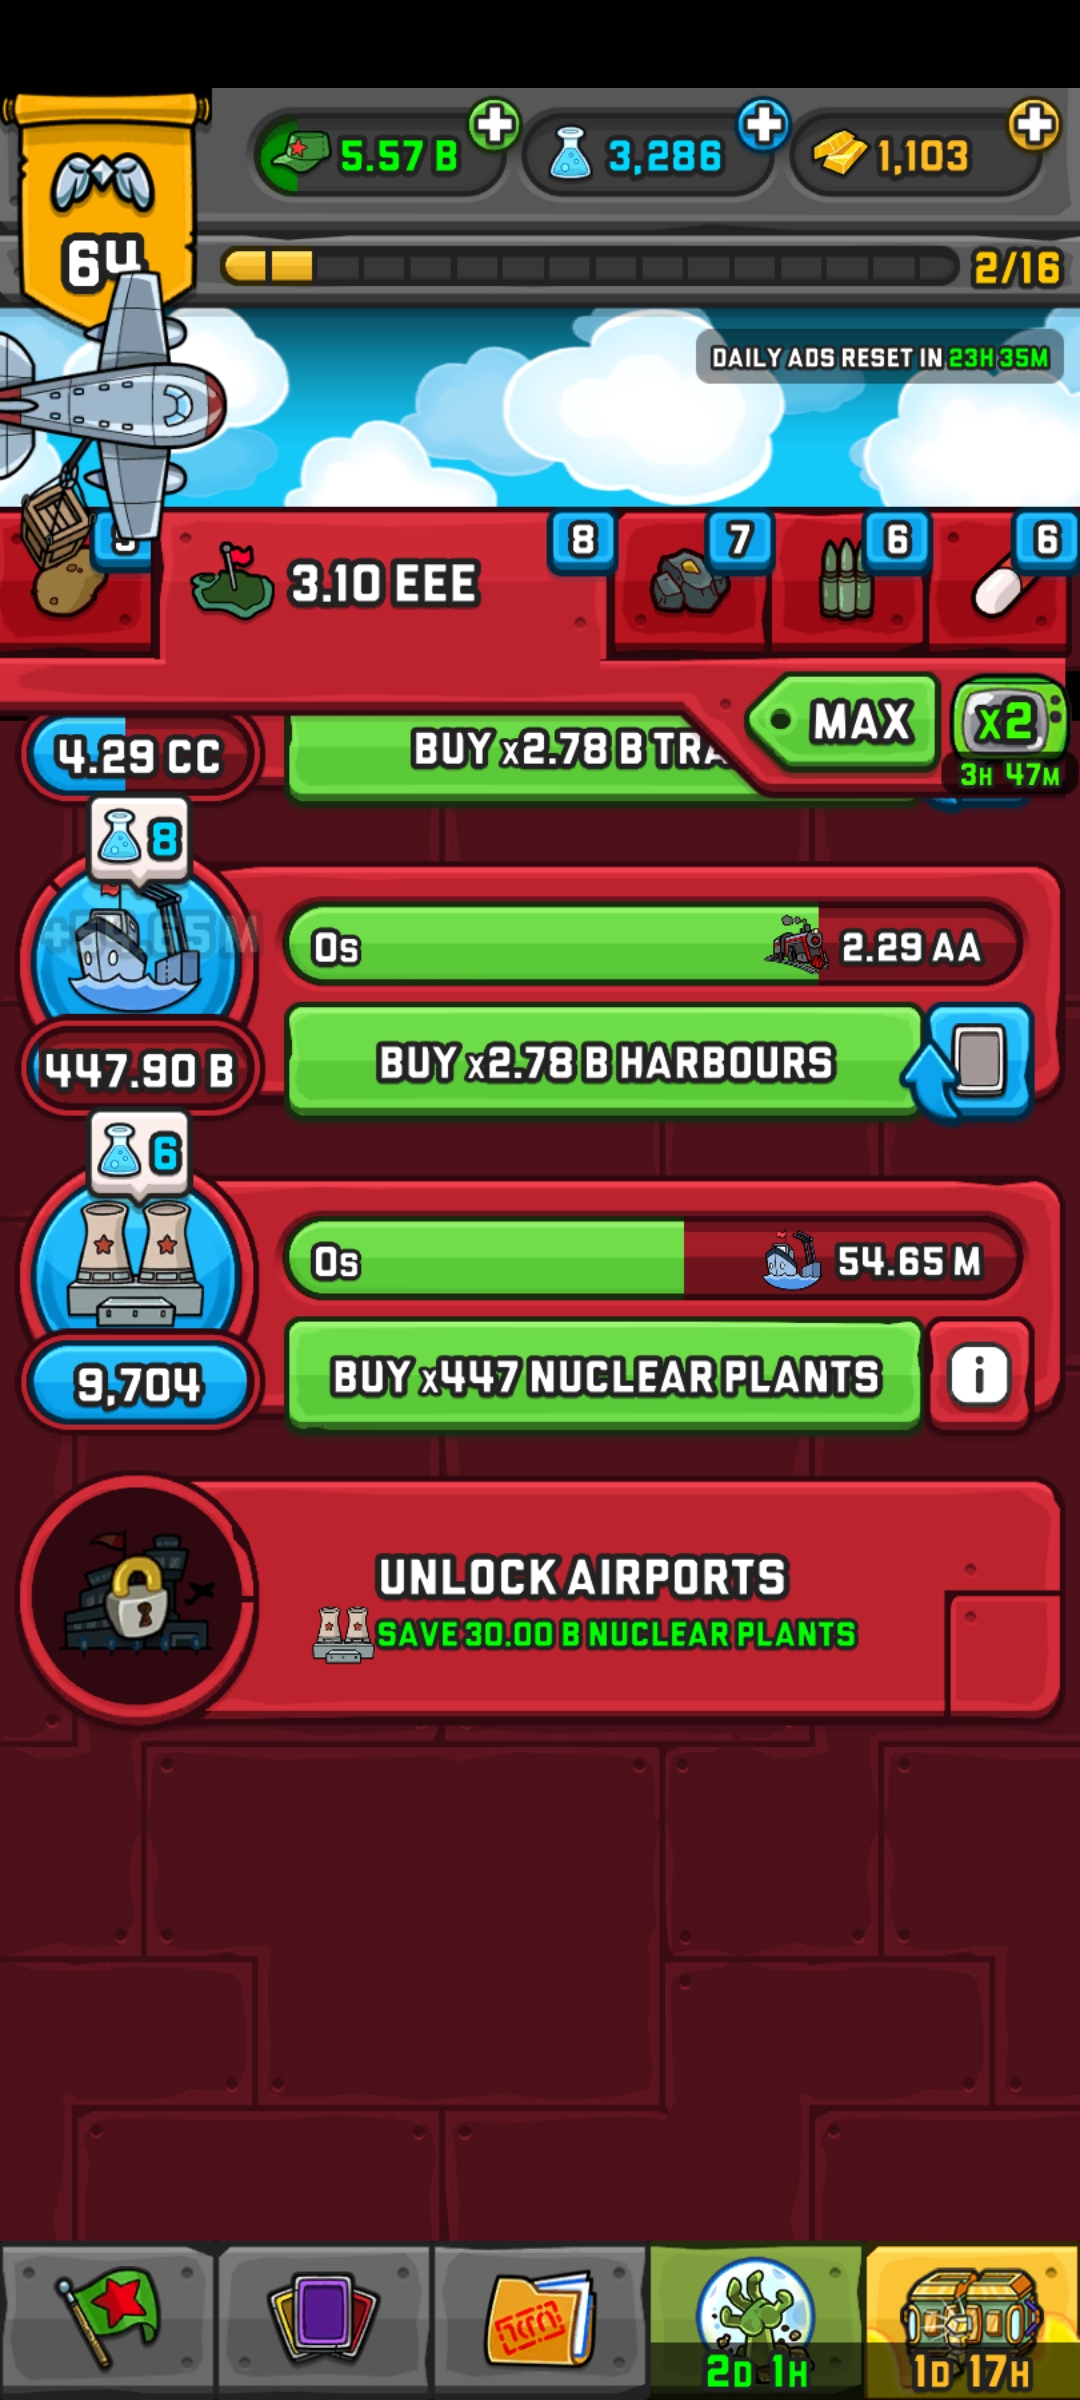 5.57 B
3,286
1,103
64
2/16
DAILY ADS RESET IN 23H 35M
3.10 EEE
8
7
6
6
MAX
x2
3H 47M
4.29 CC
BUY x2.78 B
8
0s
2.29 AA
447.90 B
BUY x2.78 B HARBOURS
6
0s
54.65 M
9,704
BUY x447 NUCLEAR PLANTS
i
UNLOCK AIRPORTS
SAVE 30.00 B NUCLEAR PLANTS
2D 1H
1D 17H